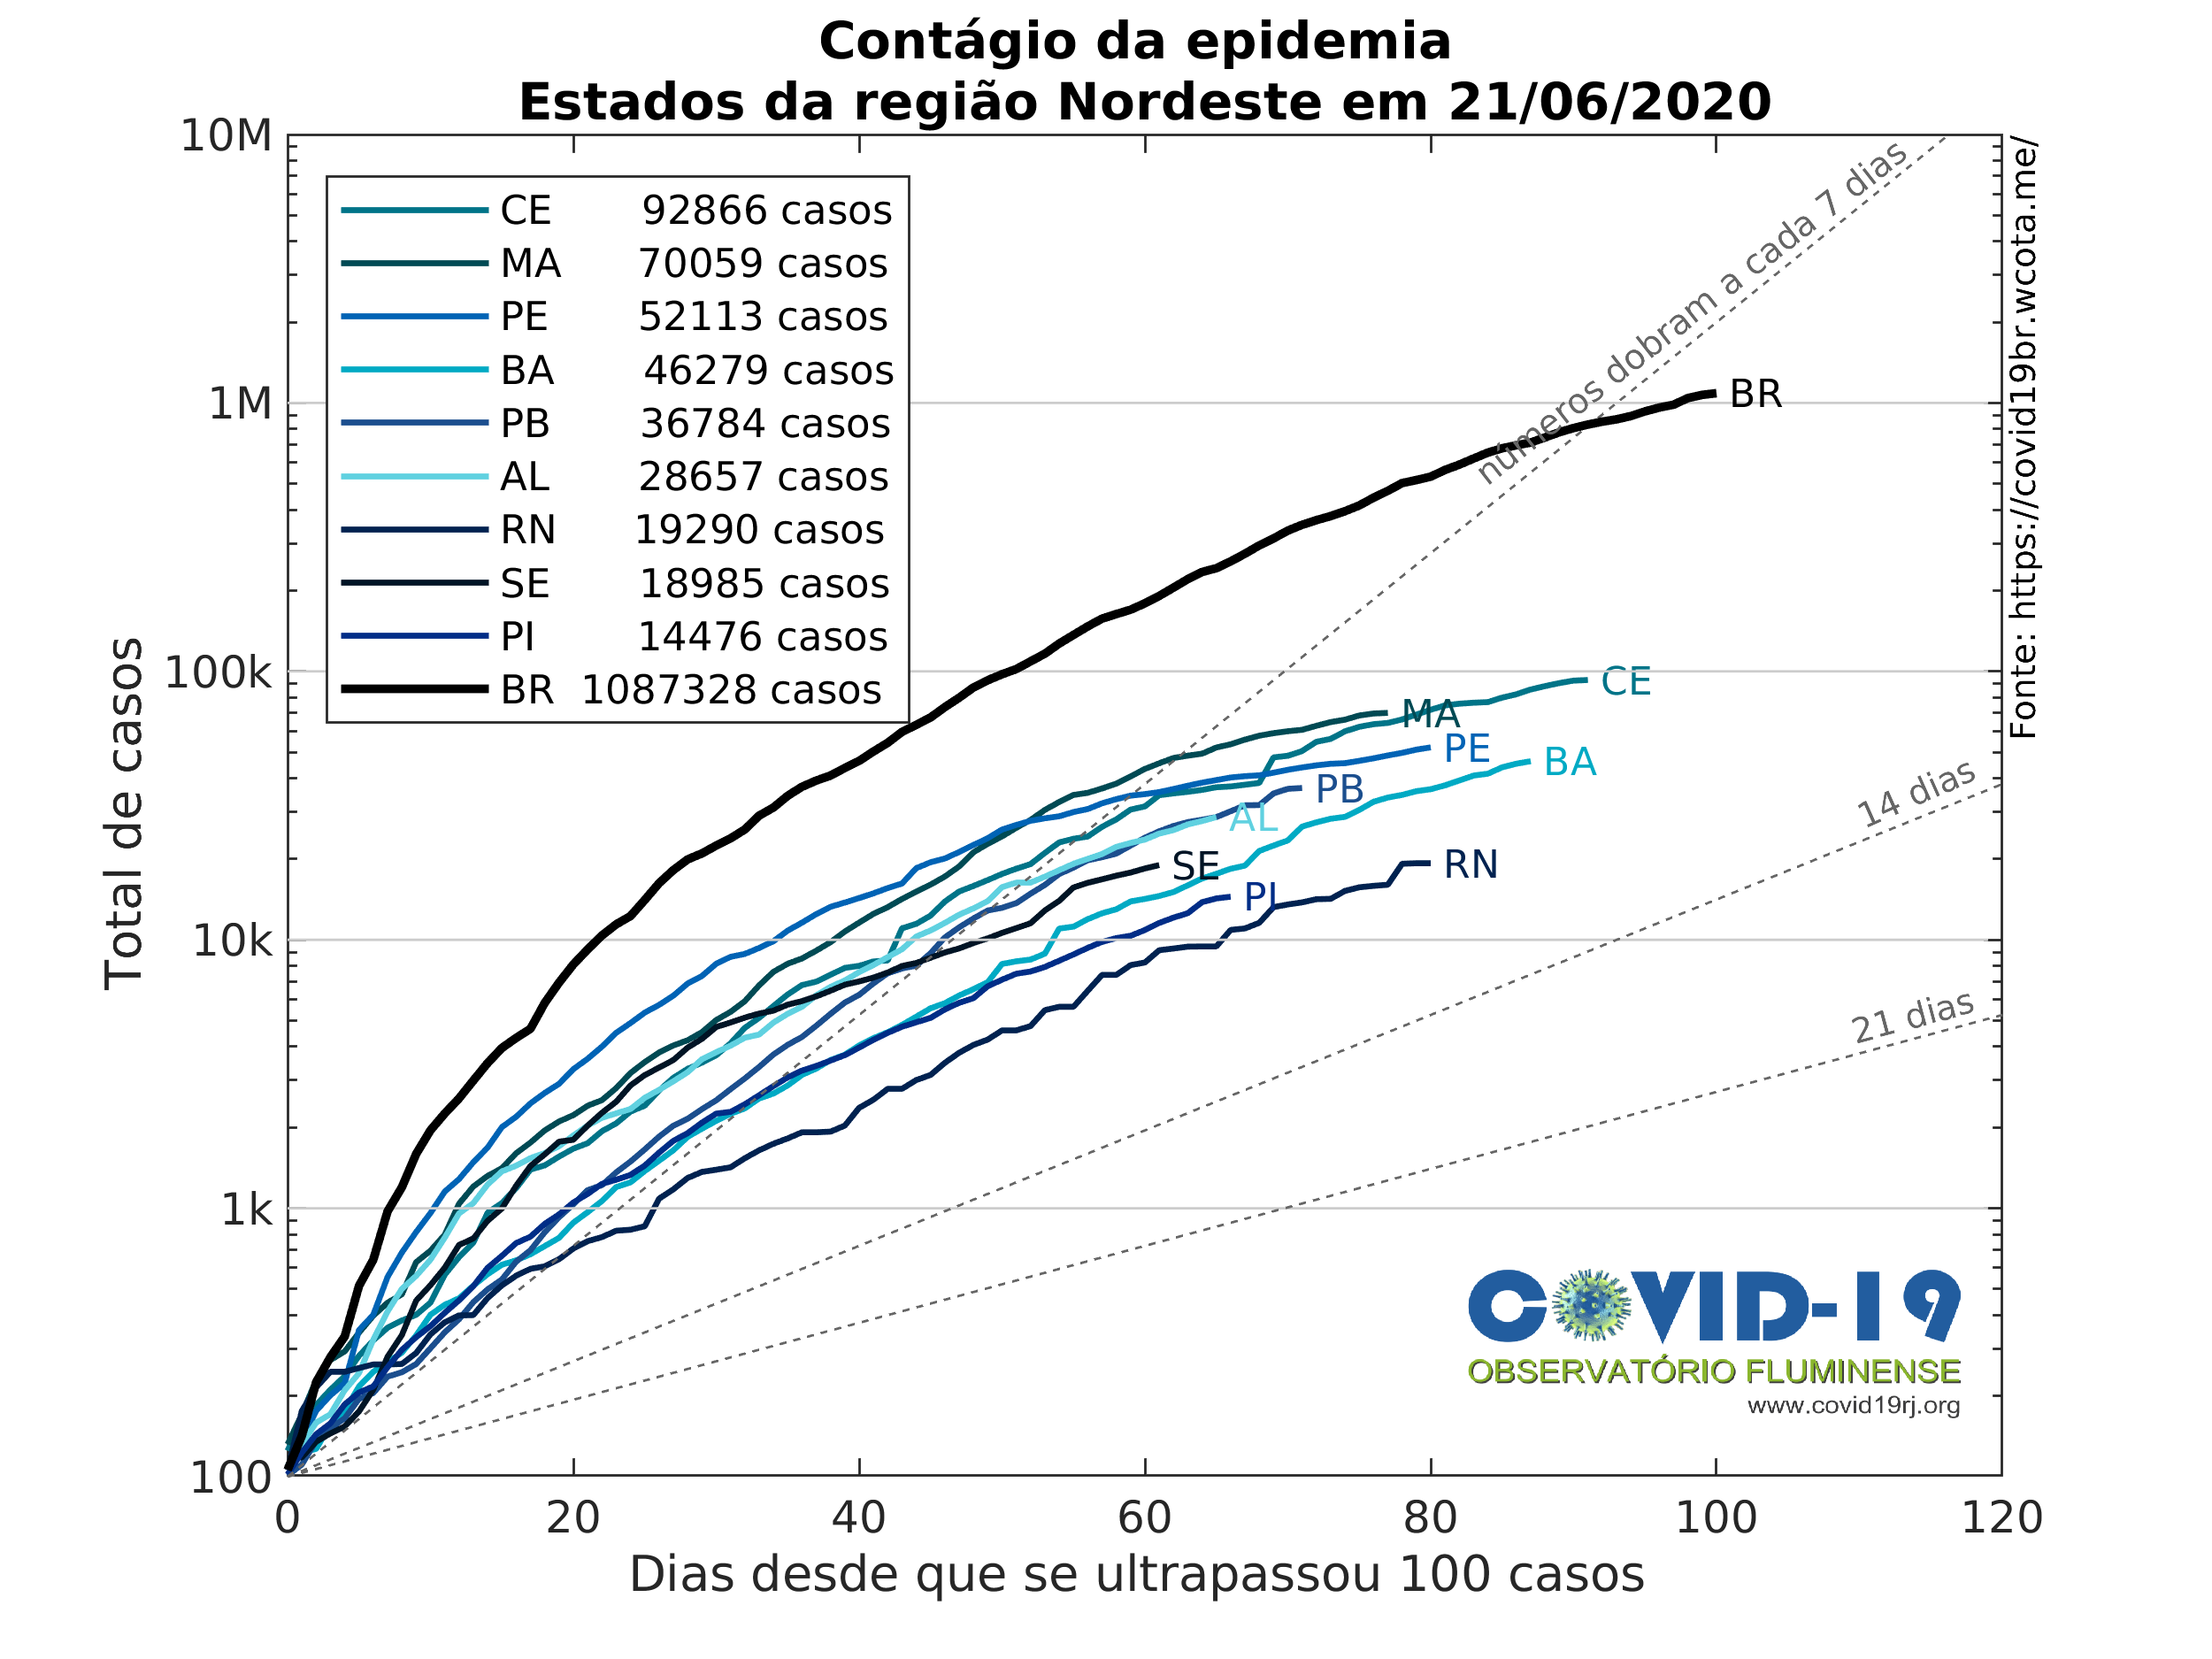 Contágio da epidemia
Estados da região Nordeste em 21/06/2020
10M
1M
100k
10k
1k
100
Total de casos
CE 92866 casos
MA 70059 casos
PE 52113 casos
BA 46279 casos
PB 36784 casos
AL 28657 casos
RN 19290 casos
SE 18985 casos
PI 14476 casos
BR 1087328 casos
números dobram a cada 7 dias
14 dias
21 dias
BR
CE
MA
PE
BA
PB
AL
SE
RN
PI
Fonte: https://covid19br.wcota.me/
COVID-19
OBSERVATÓRIO FLUMINENSE
www.covid19rj.org
0 20 40 60 80 100 120
Dias desde que se ultrapassou 100 casos